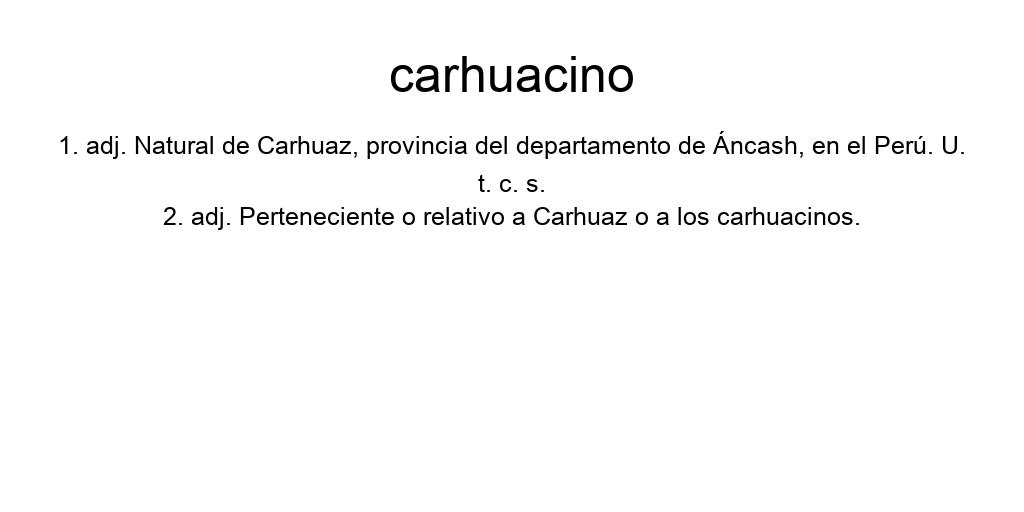 carhuacino
1. adj. Natural de Carhuaz, provincia del departamento de Áncash, en el Perú. U.
t. c. s.
2. adj. Perteneciente o relativo a Carhuaz o a los carhuacinos.